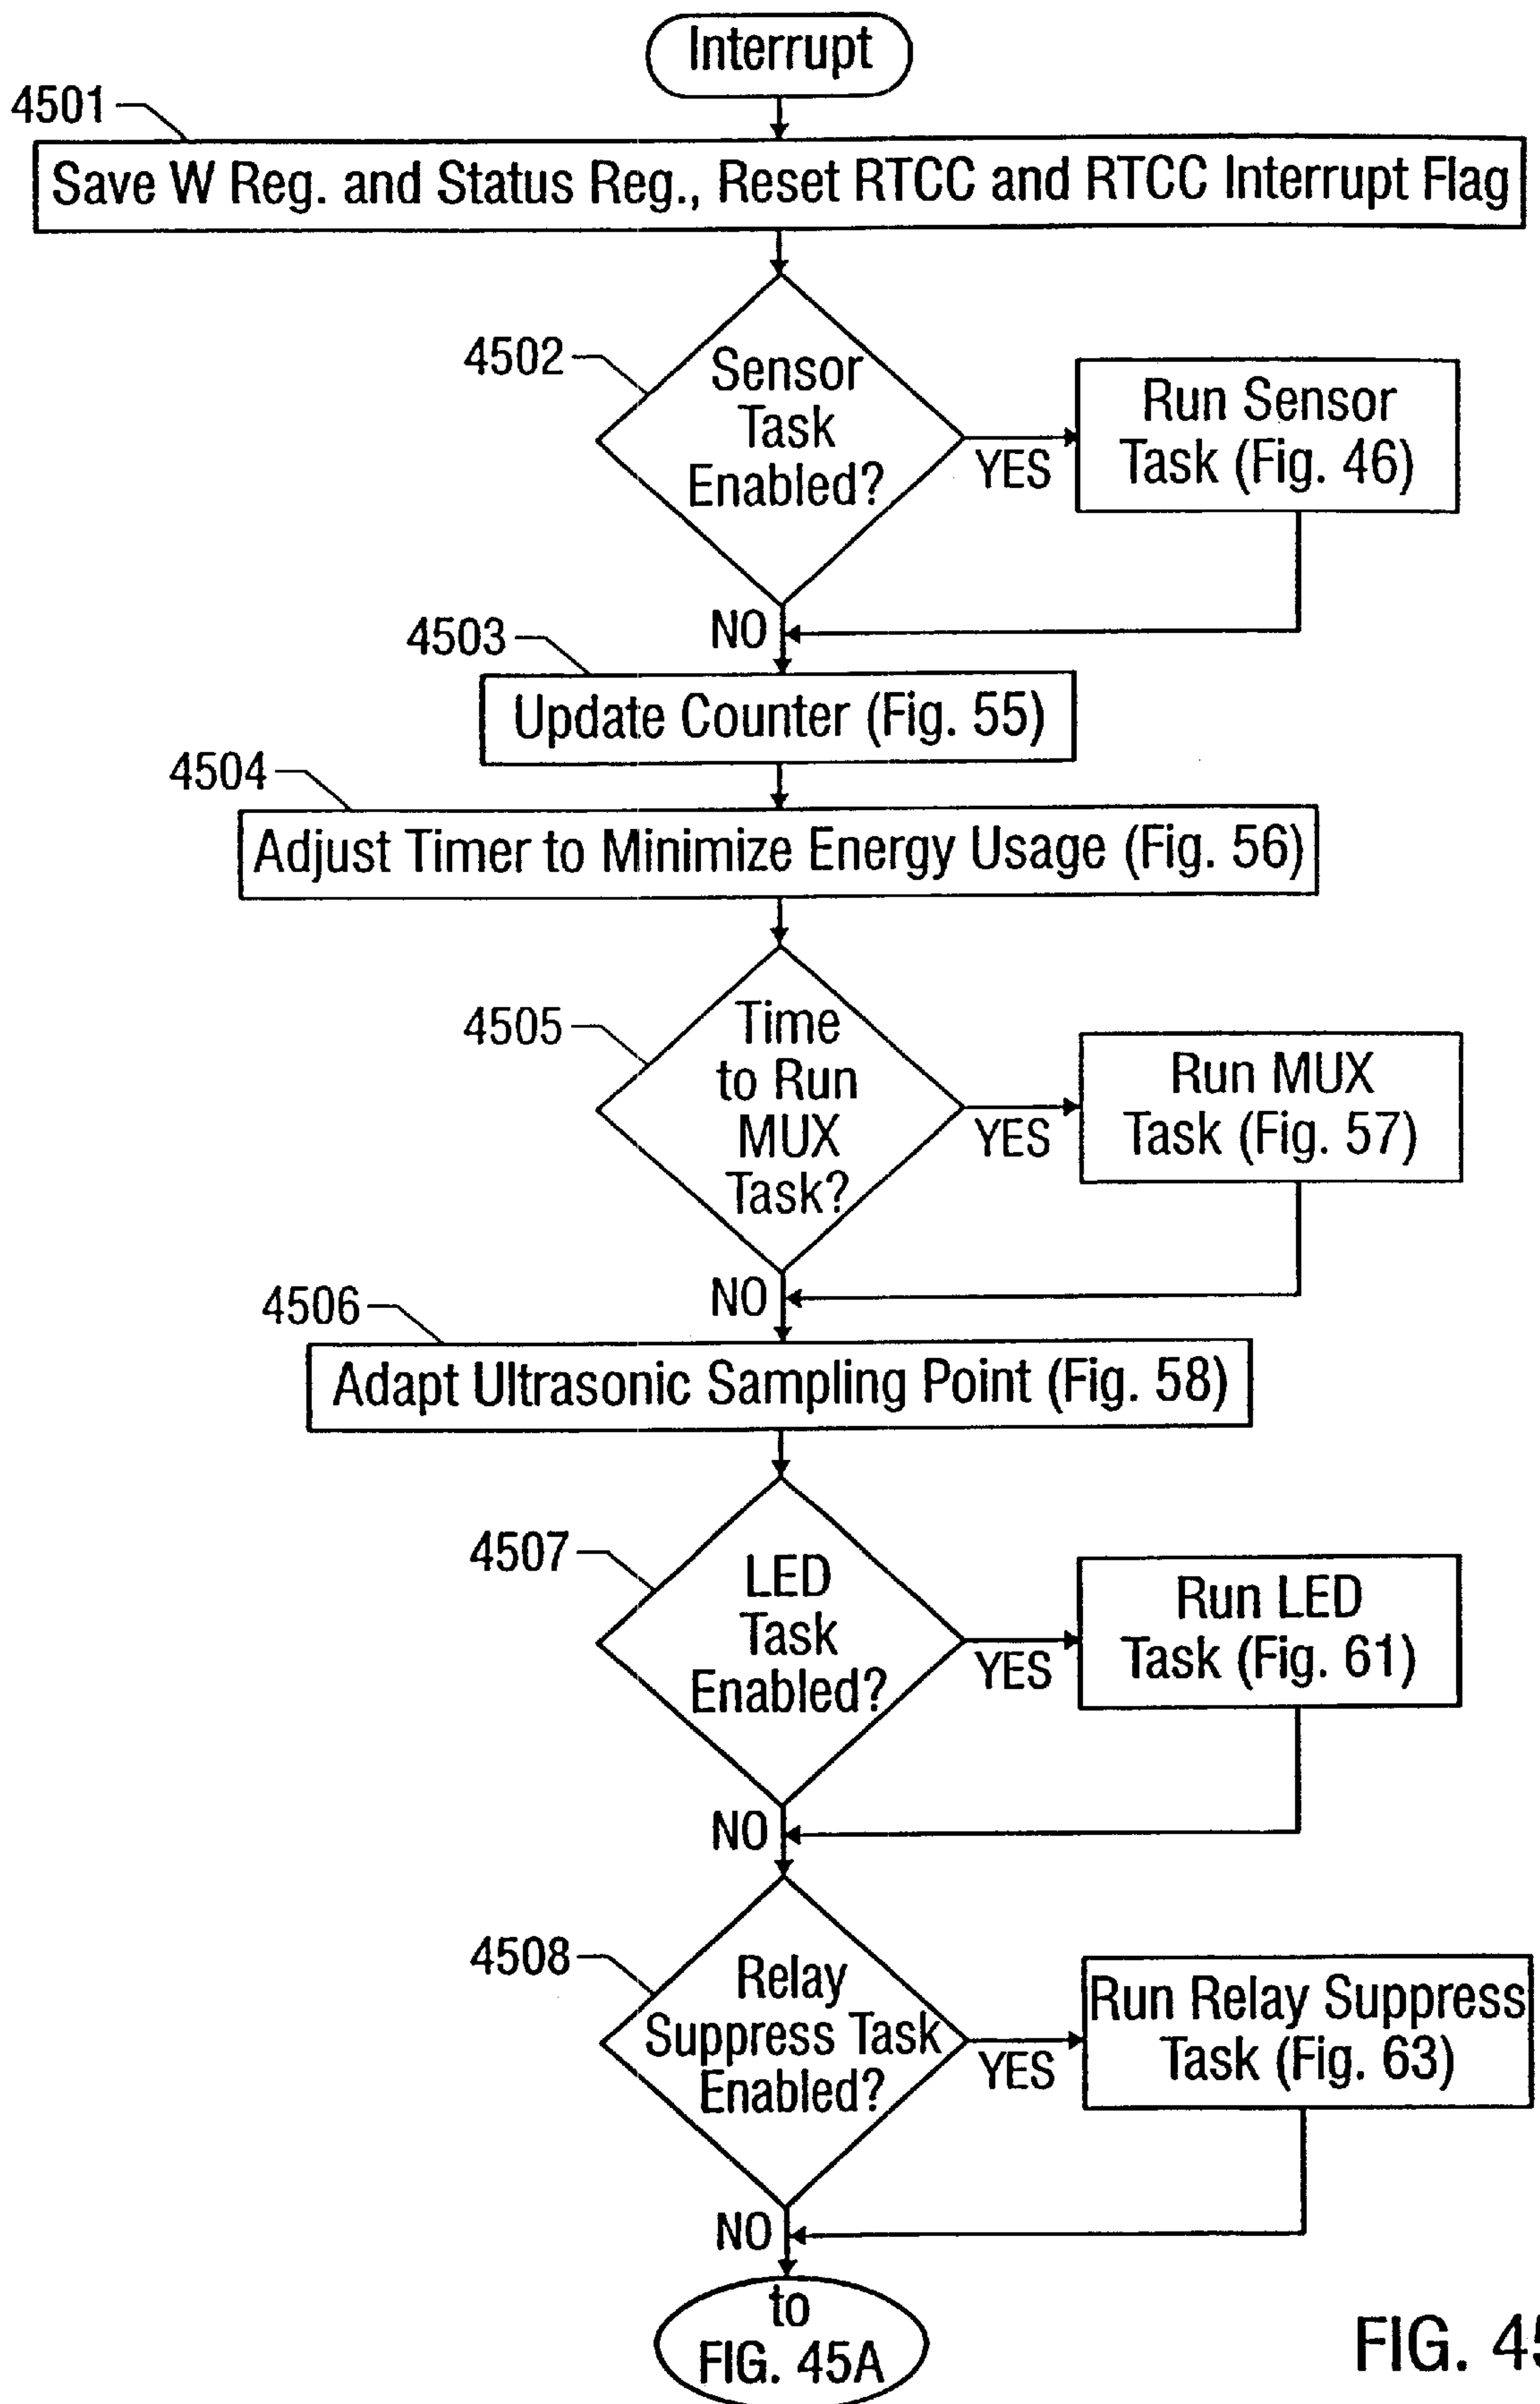 Interrupt
4501
Save W Reg. and Status Reg., Reset RTCC and RTCC Interrupt Flag
4502
Sensor
Task
Enabled?
YES
Run Sensor
Task (Fig. 46)
NO
4503
Update Counter (Fig. 55)
4504
Adjust Timer to Minimize Energy Usage (Fig. 56)
4505
Time
to Run
MUX
Task?
YES
Run MUX
Task (Fig. 57)
NO
4506
Adapt Ultrasonic Sampling Point (Fig. 58)
4507
LED
Task
Enabled?
YES
Run LED
Task (Fig. 61)
NO
4508
Relay
Suppress Task
Enabled?
YES
Run Relay Suppress
Task (Fig. 63)
NO
to
FIG. 45A
FIG. 45